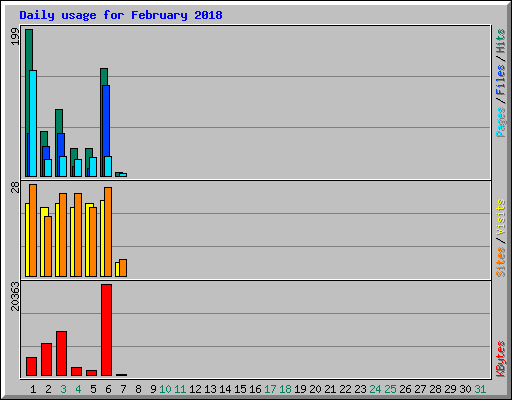 Daily usage for February 2018
199
28
20363
Pages / Files / Hits
Sites / Visits
KBytes
1 2 3 4 5 6 7 8 9 10 11 12 13 14 15 16 17 18 19 20 21 22 23 24 25 26 27 28 29 30 31